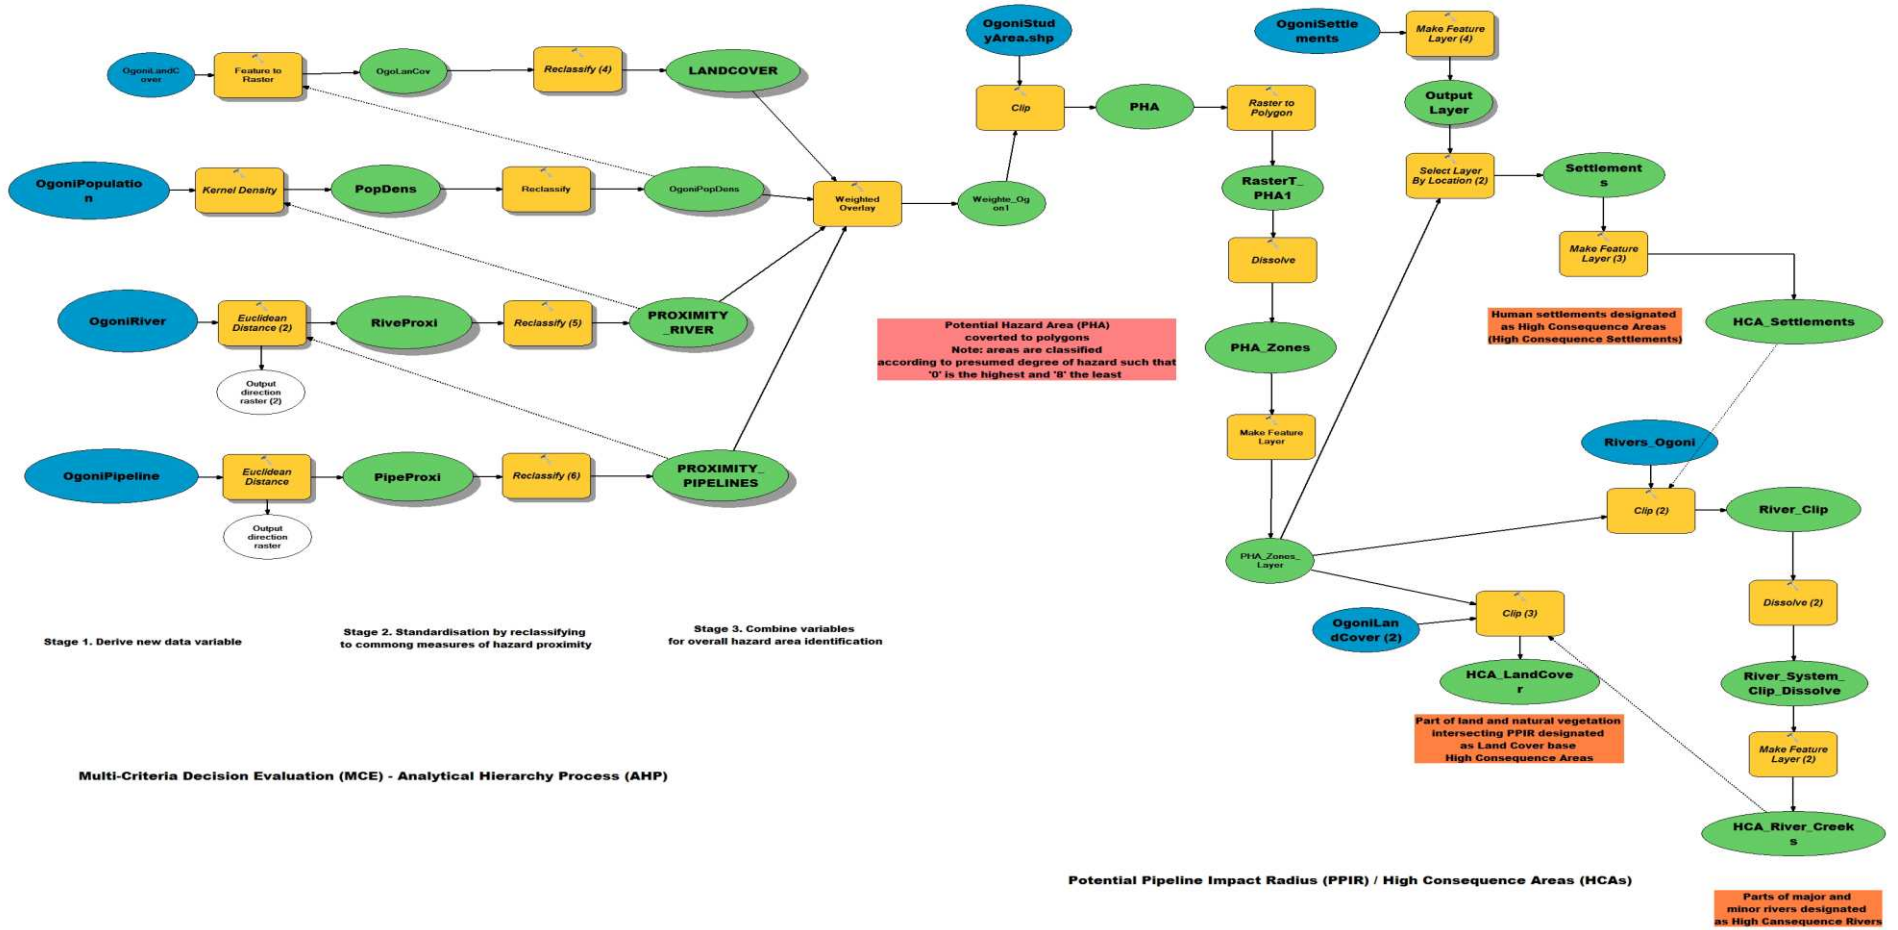 OgoniLandC
over
Feature to
Raster
OgoLanCov
Reclassify (4)
LANDCOVER
OgoniPopulatio
n
Kernel Density
PopDens
Reclassify
OgoniPopDens
Weighted
Overlay
Weighte_Og
on1
OgoniRiver
Euclidean
Distance (2)
RiveProxi
Reclassify (5)
PROXIMITY
_RIVER
Output
direction
raster (2)
OgoniPipeline
Euclidean
Distance
PipeProxi
Reclassify (6)
PROXIMITY_
PIPELINES
Output
direction
raster
Stage 1. Derive new data variable
Stage 2. Standardisation by reclassifying
to commong measures of hazard proximity
Stage 3. Combine variables
for overall hazard area identification
Multi-Criteria Decision Evaluation (MCE) - Analytical Hierarchy Process (AHP)
OgoniStud
yArea.shp
Clip
PHA
Raster to
Polygon
RasterT_
PHA1
Dissolve
PHA_Zones
Make Feature
Layer
PHA_Zones_
Layer
Potential Hazard Area (PHA)
coverted to polygons
Note: areas are classified
according to presumed degree of hazard such that
'0' is the highest and '8' the least
OgoniSettle
ments
Make Feature
Layer (4)
Output
Layer
Select Layer
By Location (2)
Settlement
s
Make Feature
Layer (3)
HCA_Settlements
Human settlements designated
as High Consequence Areas
(High Consequence Settlements)
Rivers_Ogoni
Clip (2)
River_Clip
Dissolve (2)
River_System_
Clip_Dissolve
Make Feature
Layer (2)
HCA_River_Creek
s
Clip (3)
OgoniLan
dCover (2)
HCA_LandCove
r
Part of land and natural vegetation
intersecting PPIR designated
as Land Cover base
High Consequence Areas
Potential Pipeline Impact Radius (PPIR) / High Consequence Areas (HCAs)
Parts of major and
minor rivers designated
as High Cansequence Rivers